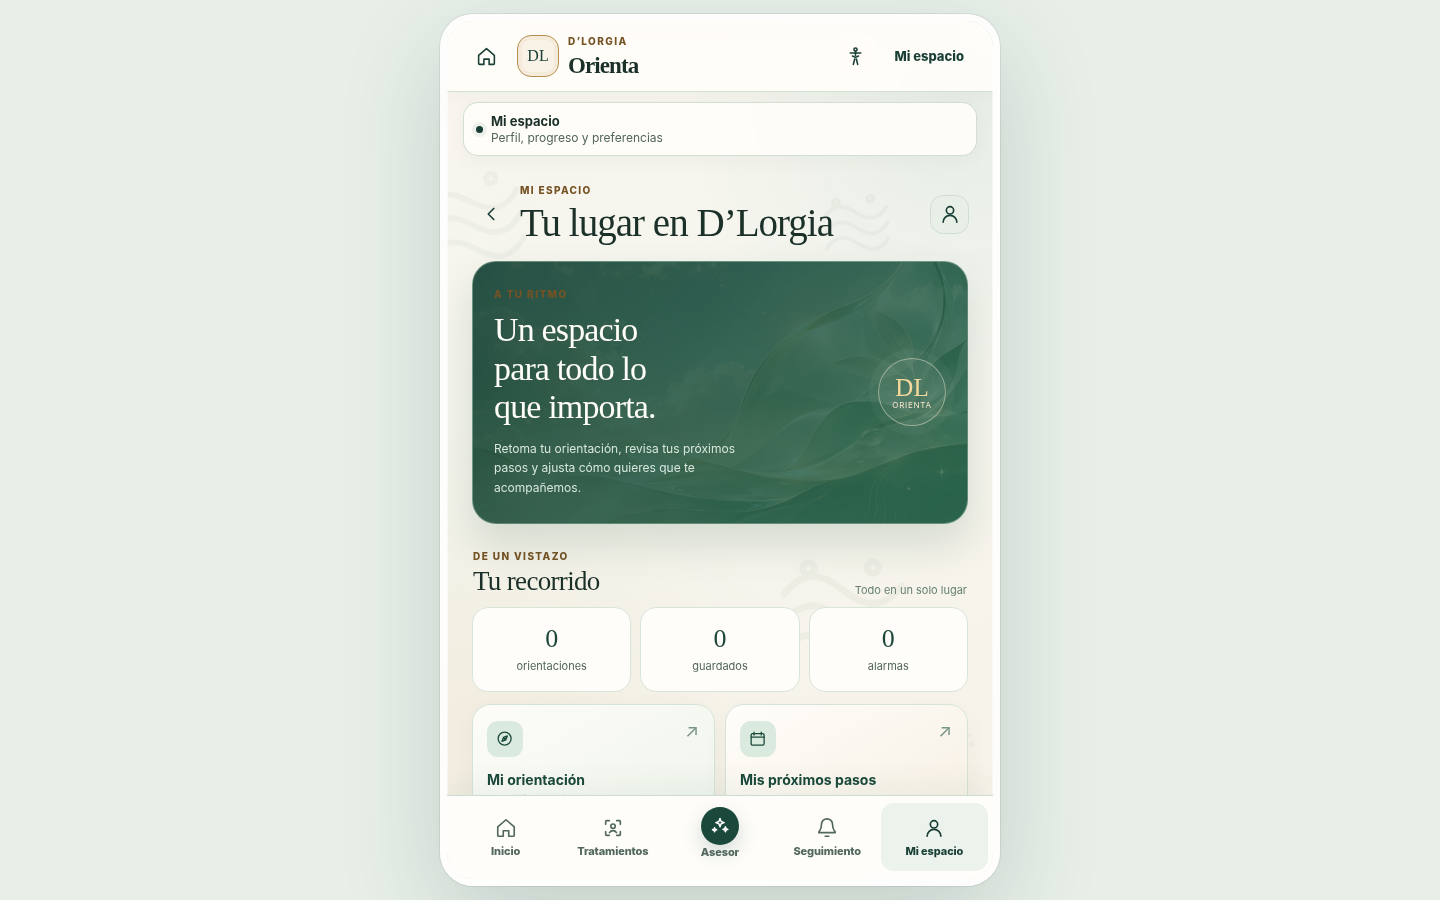 DL
D’LORGIA
Orienta
Mi espacio
Mi espacio
Perfil, progreso y preferencias
MI ESPACIO
Tu lugar en D’Lorgia
A TU RITMO
Un espacio
para todo lo
que importa.
Retoma tu orientación, revisa tus próximos
pasos y ajusta cómo quieres que te
acompañemos.
DL
ORIENTA
DE UN VISTAZO
Tu recorrido
Todo en un solo lugar
0
orientaciones
0
guardados
0
alarmas
Mi orientación
Mis próximos pasos
Inicio
Tratamientos
Asesor
Seguimiento
Mi espacio